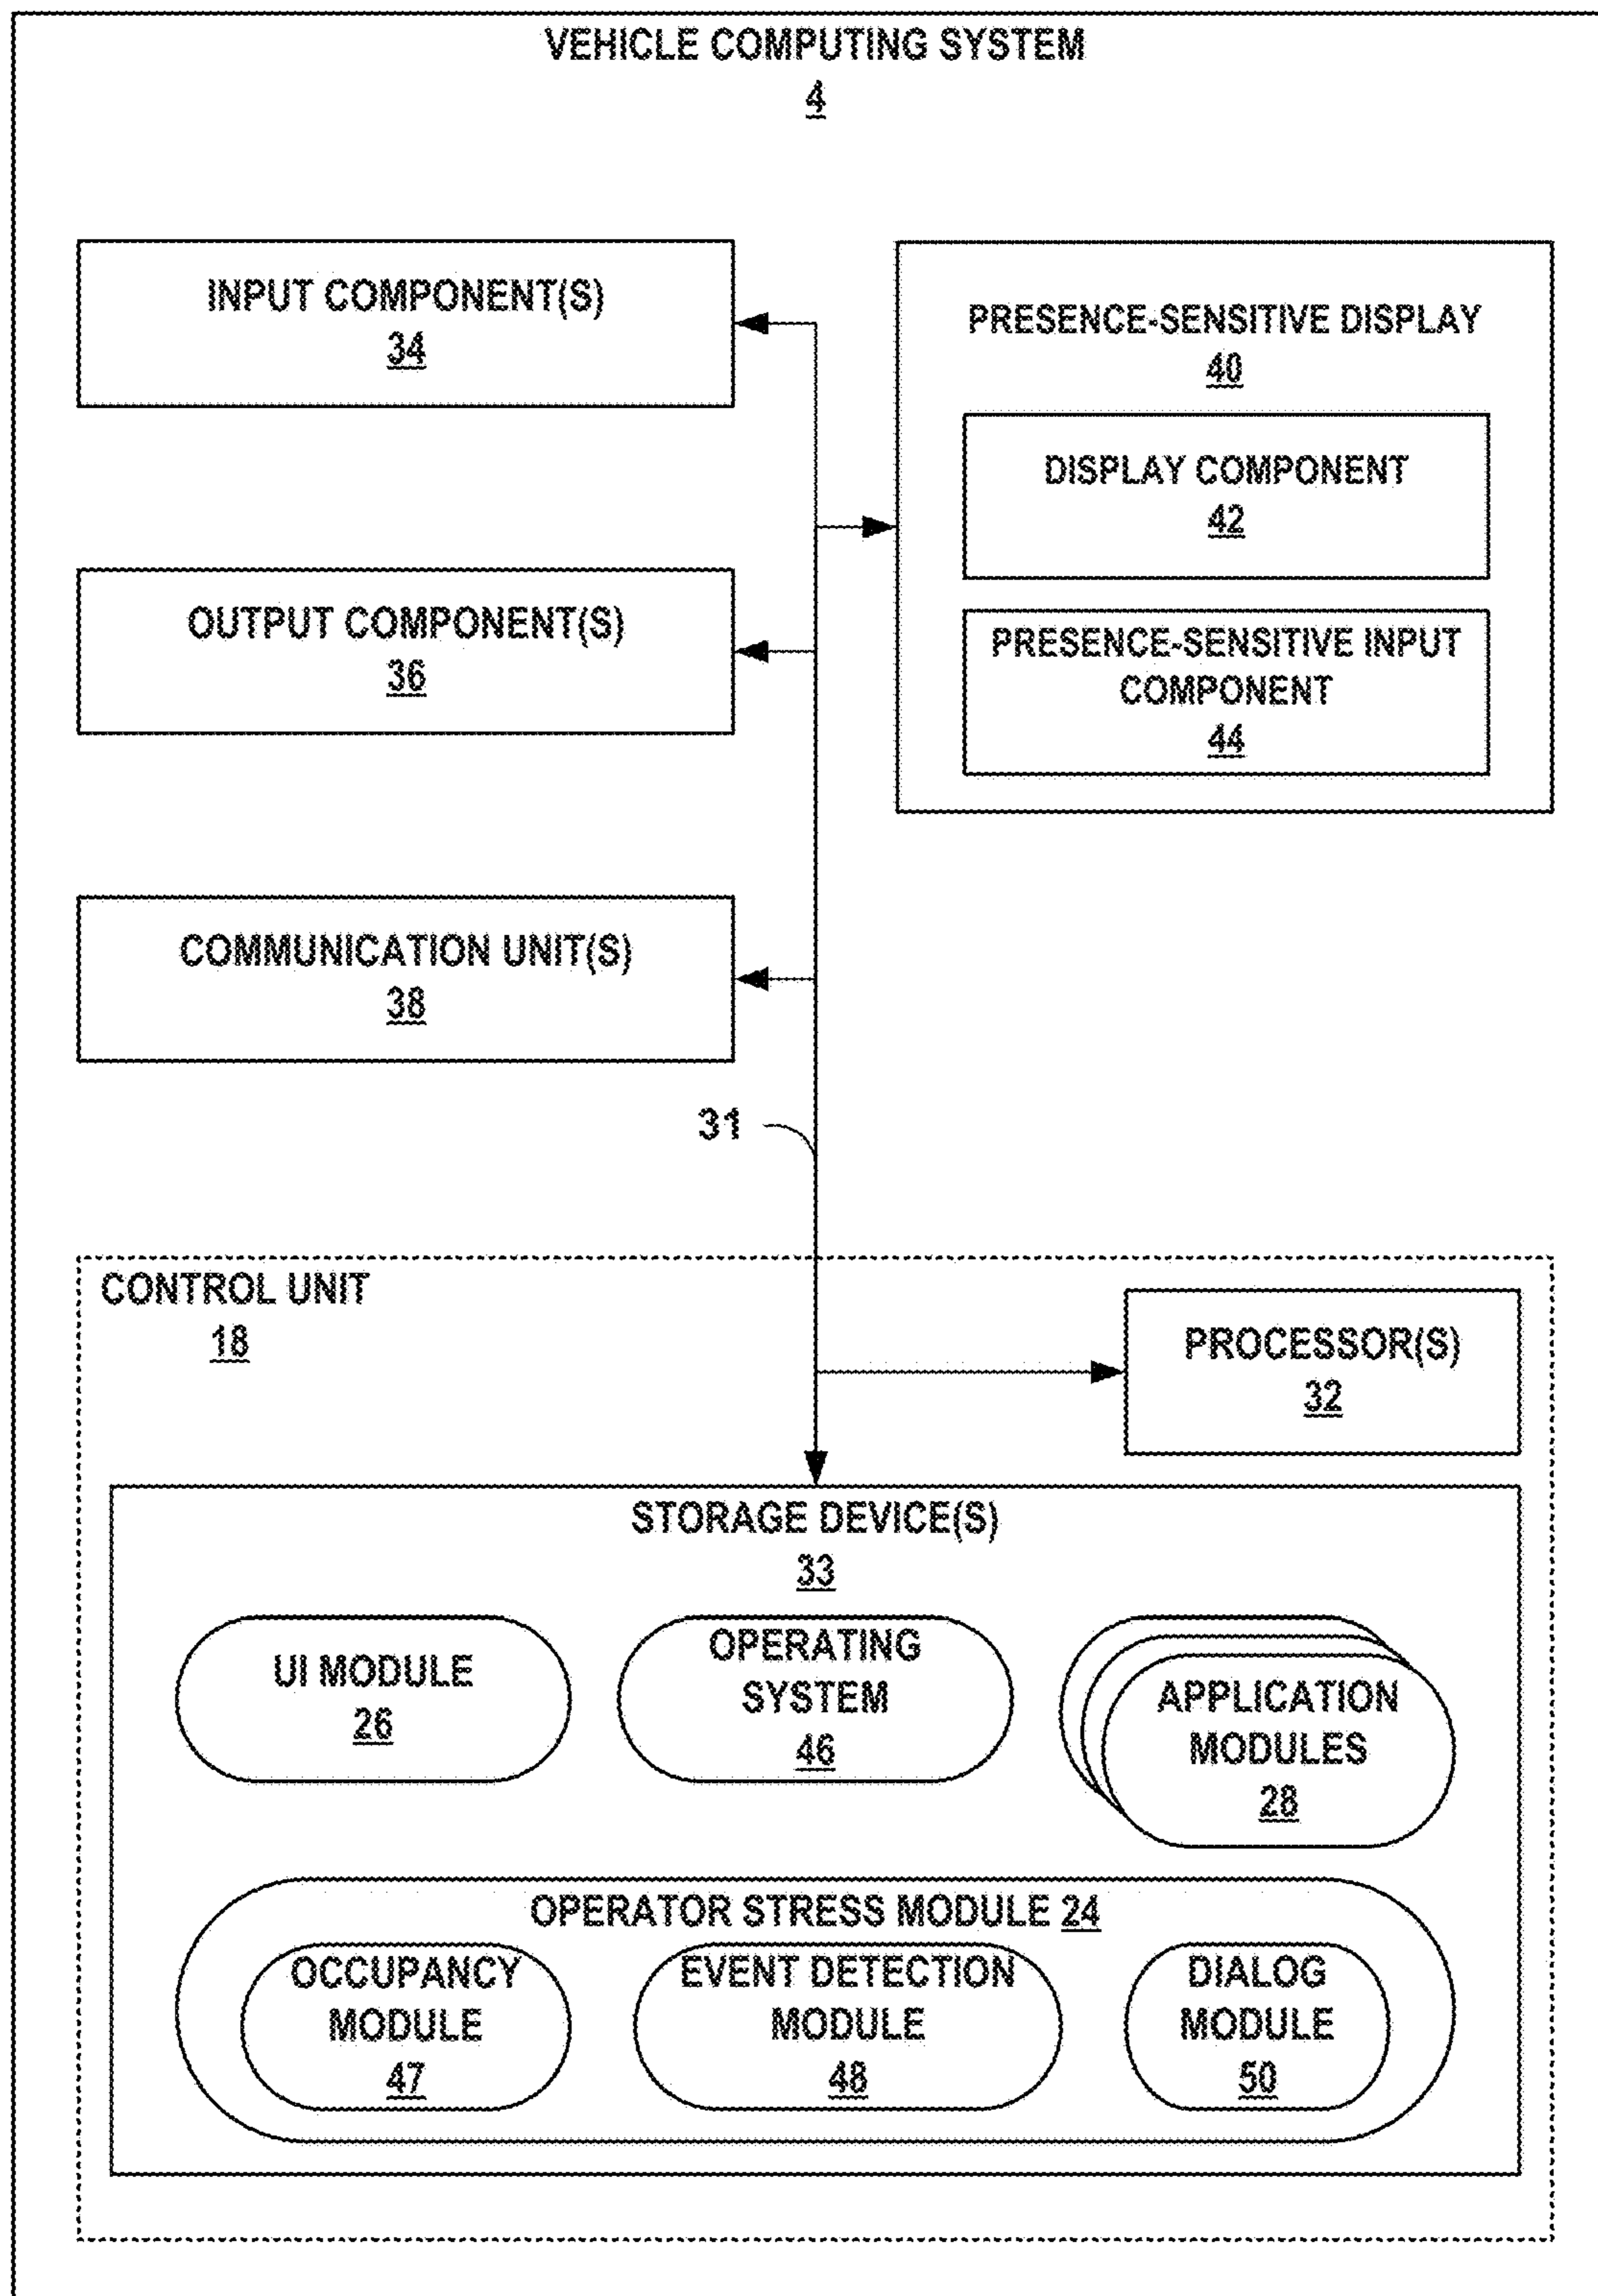 VEHICLE COMPUTING SYSTEM
4
INPUT COMPONENT(S)
34
PRESENCE-SENSITIVE DISPLAY
40
DISPLAY COMPONENT
42
OUTPUT COMPONENT(S)
36
PRESENCE-SENSITIVE INPUT
COMPONENT
44
COMMUNICATION UNIT(S)
38
31
CONTROL UNIT
18
PROCESSOR(S)
32
STORAGE DEVICE(S)
33
UI MODULE
26
OPERATING
SYSTEM
46
APPLICATION
MODULES
28
OPERATOR STRESS MODULE 24
OCCUPANCY
MODULE
47
EVENT DETECTION
MODULE
48
DIALOG
MODULE
50